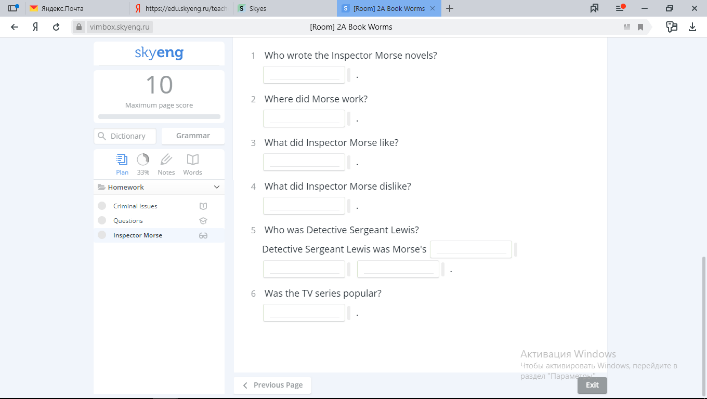 Яндекс.Почта
https://edu.skyeng.ru/teach
Skyes
[Room] 2A Book Worms
vimbox.skyeng.ru
[Room] 2A Book Worms
skyeng
10
Maximum page score
Dictionary
Grammar
Plan
33%
Notes
Words
Homework
Criminal Issues
Questions
Inspector Morse
1 Who wrote the Inspector Morse novels?
.
2 Where did Morse work?
.
3 What did Inspector Morse like?
.
4 What did Inspector Morse dislike?
.
5 Who was Detective Sergeant Lewis?
Detective Sergeant Lewis was Morse's
.
6 Was the TV series popular?
.
Previous Page
Exit
Активация Windows
Чтобы активировать Windows, перейдите в
раздел "Параметры".